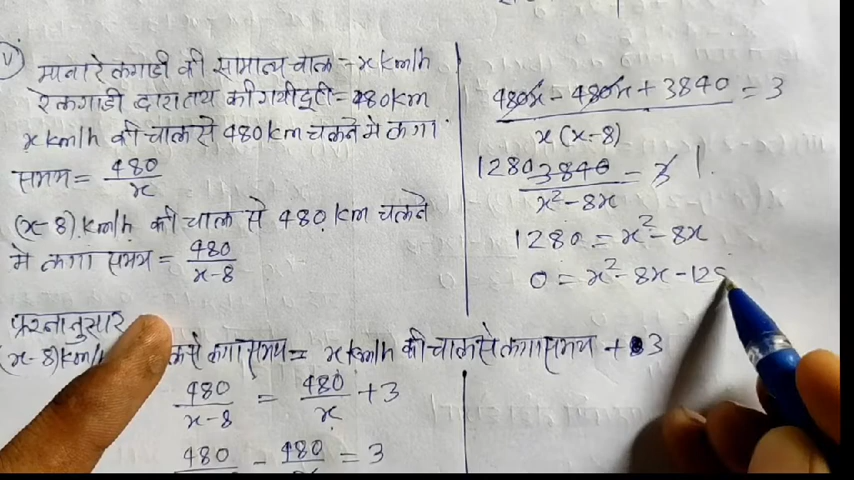 v)
माना रेलगाड़ी की सामान्य चाल = x km/h
रेलगाड़ी द्वारा तय की गयी दूरी = 480 km
x km/h की चाल से 480 km चलने मे लगा
समय = 480/x
(x-8) km/h की चाल से 480 km चलने
मे लगा समय = 480/x-8
प्रश्नानुसार
(x-8) km/h लगा समय = x km/h की चाल से लगा समय + 3
480/x-8 = 480/x + 3
480 - 480 = 3
480x - 480x + 3840/x(x-8) = 3
1280 3840/x²-8x = 3 1
1280 = x² - 8x
0 = x² - 8x - 128